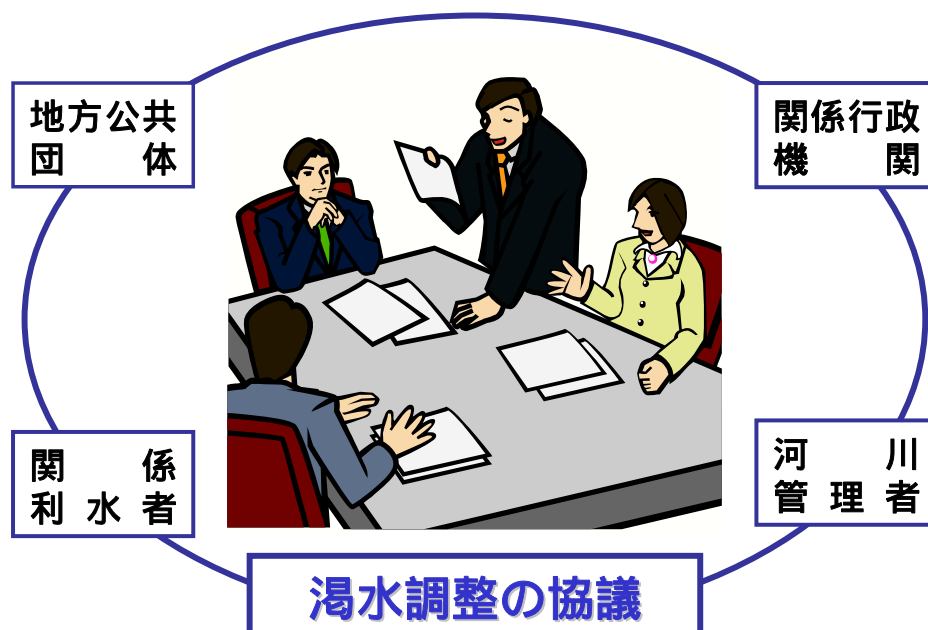 地方公共
団体
関係行政
機関
関係
利水者
河川
管理者
渇水調整の協議